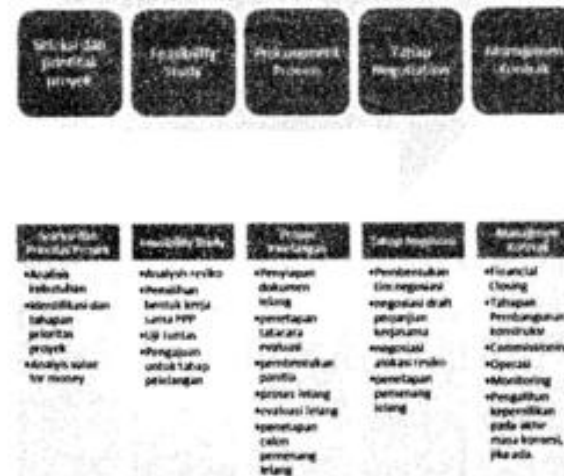 Seleksi dan
prioritas
proyek
Feasibility
Study
Prokurement
Process
Tahap
Negotiation
Manajemen
Kontrak
Seleksi dan
Prioritas Proyek
•Analisis
kebutuhan
•identifikasi dan
tahapan
prioritas
proyek
•Analysis value
for money
Feasibility Study
•Analysis resiko
•Pemilihan
bentuk kerja
sama PPP
•Uji tuntas
•Pengajuan
untuk tahap
pelelangan
Proses
Pelelangan
•Penyiapan
dokumen
lelang
•penetapan
tatacara
evaluasi
•pembentukan
panitia
•proses lelang
•evaluasi lelang
•penetapan
calon
pemenang
lelang
Tahap Negosiasi
•Pembentukan
tim negosiasi
•negosiasi draft
perjanjian
kerjasama
•negosiasi
alokasi resiko
•penetapan
pemenang
lelang
Manajemen
Kontrak
•Financial
Closing
•Tahapan
Pembangunan
konstruksi
•Commissionin
•Operasi
•Monitoring
•Pengalihan
kepemilikan
pada akhir
masa konsesi,
jika ada.